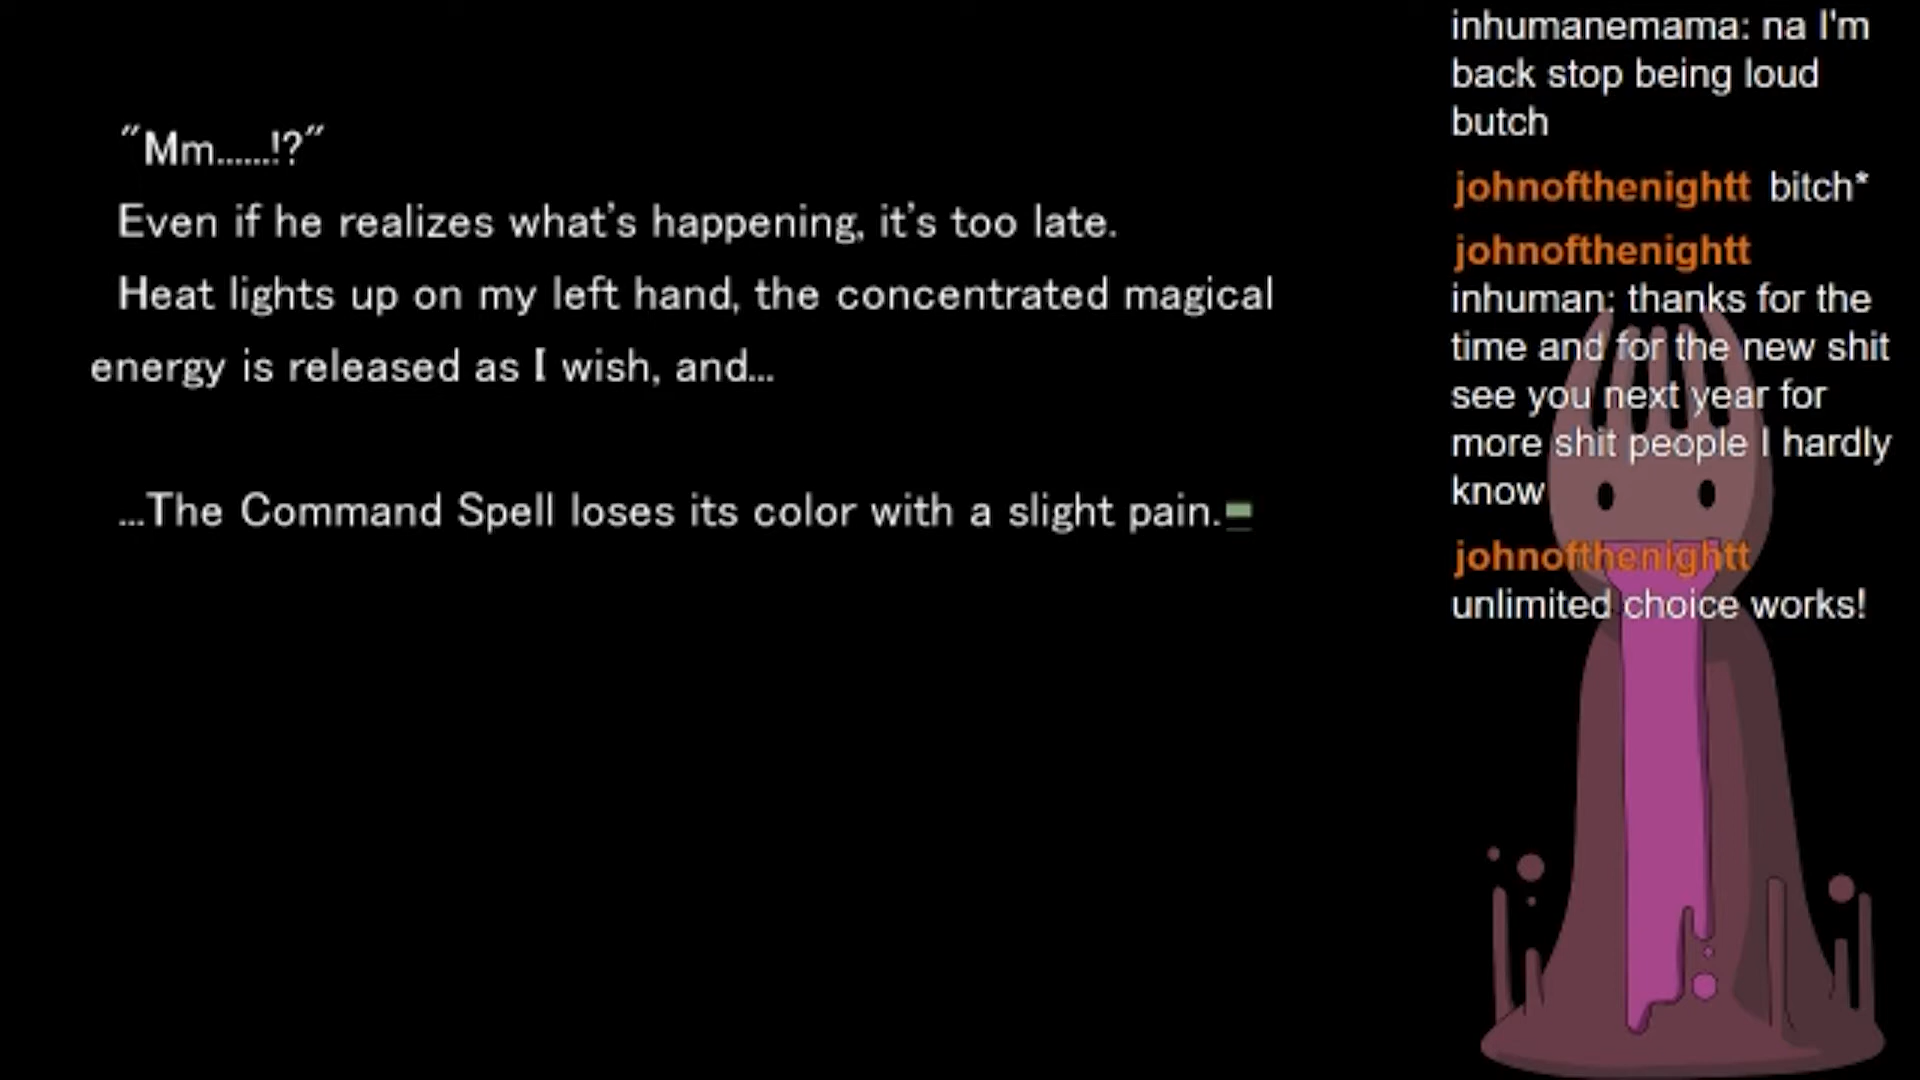 "Mm......!?"
Even if he realizes what's happening, it's too late.
Heat lights up on my left hand, the concentrated magical
energy is released as I wish, and...
...The Command Spell loses its color with a slight pain.
inhumanemama: na I'm
back stop being loud
butch
johnofthenightt bitch*
johnofthenightt
inhuman: thanks for the
time and for the new shit
see you next year for
more shit people I hardly
know
johnofthenightt
unlimited choice works!